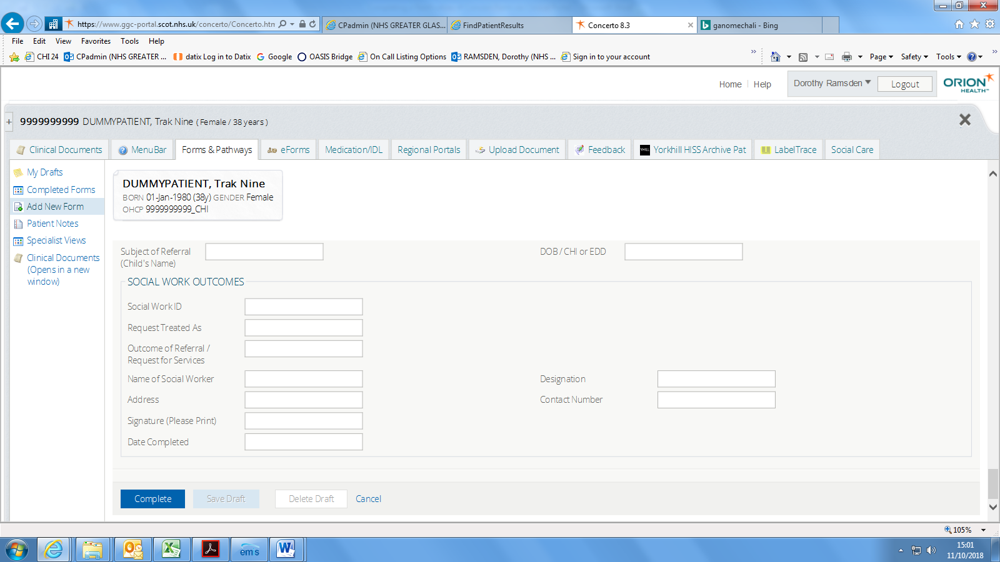 https://www.ggc-portal.scot.nhs.uk/concerto/Concerto.htm
CPadmin (NHS GREATER GLAS...
FindPatientResults
Concerto 8.3
ganomechali - Bing
File Edit View Favorites Tools Help
CHI 24 CPadmin (NHS GREATER ... datix Log in to Datix Google OASIS Bridge On Call Listing Options RAMSDEN, Dorothy (NHS ... Sign in to your account
Page Safety Tools
Home Help Dorothy Ramsden Logout
ORION HEALTH™
+ 9999999999 DUMMYPATIENT, Trak Nine ( Female / 38 years )
Clinical Documents MenuBar Forms & Pathways eForms Medication/IDL Regional Portals Upload Document Feedback YHILL Yorkhill HISS Archive Pat LabelTrace Social Care
My Drafts
Completed Forms
Add New Form
Patient Notes
Specialist Views
Clinical Documents
(Opens in a new
window)
DUMMYPATIENT, Trak Nine
BORN 01-Jan-1980 (38y) GENDER Female
OHCP 9999999999_CHI
Subject of Referral
(Child's Name)
DOB / CHI or EDD
SOCIAL WORK OUTCOMES
Social Work ID
Request Treated As
Outcome of Referral /
Request for Services
Name of Social Worker
Designation
Address
Contact Number
Signature (Please Print)
Date Completed
Complete Save Draft Delete Draft Cancel
105%
ems
15:01
11/10/2018